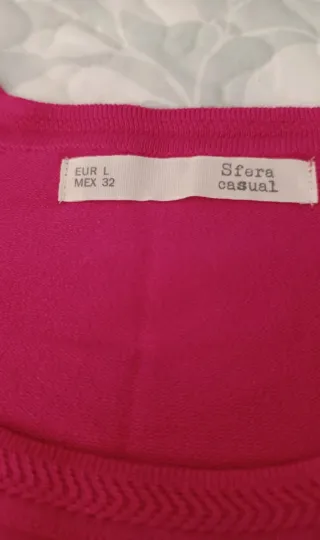 EUR L
MEX 32
Sfera
casual